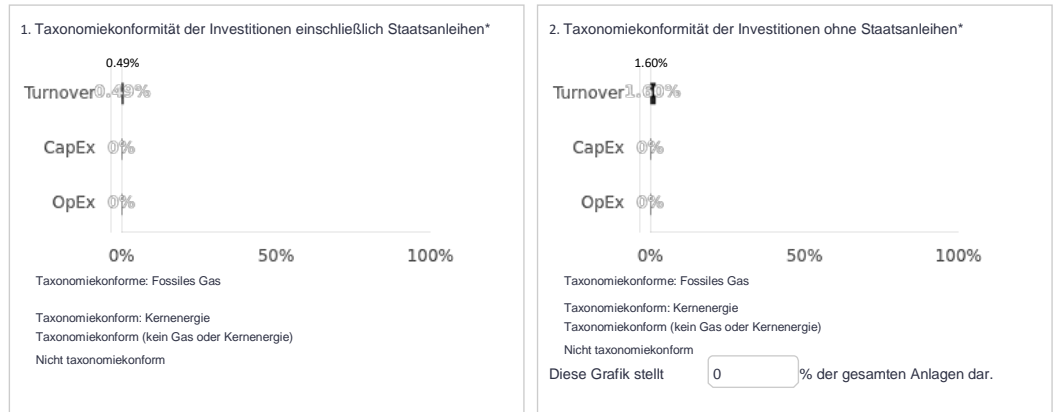 1. Taxonomiekonformität der Investitionen einschließlich Staatsanleihen*
0.49%
Turnover 0.49%
CapEx 0%
OpEx 0%
0% 50% 100%
Taxonomiekonforme: Fossiles Gas
Taxonomiekonform: Kernenergie
Taxonomiekonform (kein Gas oder Kernenergie)
Nicht taxonomiekonform
2. Taxonomiekonformität der Investitionen ohne Staatsanleihen*
1.60%
Turnover 1.60%
CapEx 0%
OpEx 0%
0% 50% 100%
Taxonomiekonforme: Fossiles Gas
Taxonomiekonform: Kernenergie
Taxonomiekonform (kein Gas oder Kernenergie)
Nicht taxonomiekonform
Diese Grafik stellt 0 % der gesamten Anlagen dar.